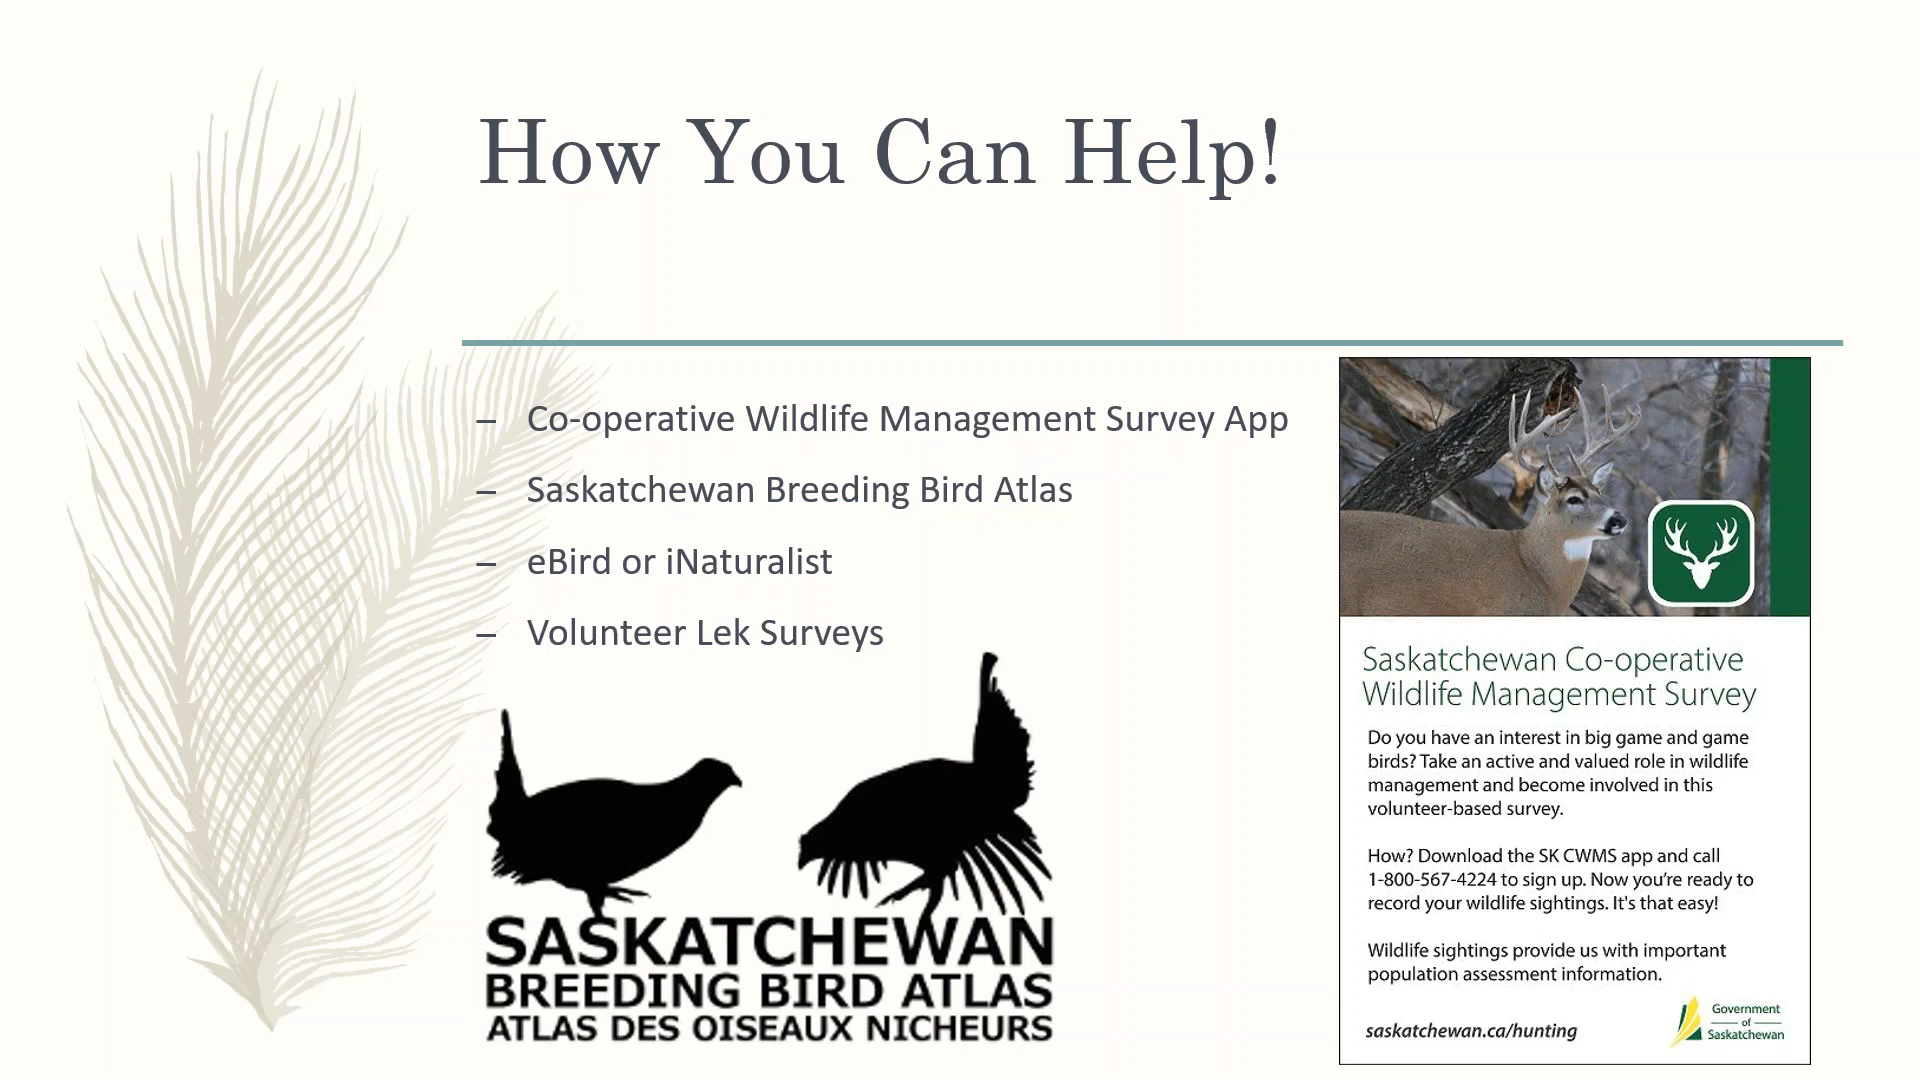 How You Can Help!
– Co-operative Wildlife Management Survey App
– Saskatchewan Breeding Bird Atlas
– eBird or iNaturalist
– Volunteer Lek Surveys
SASKATCHEWAN
BREEDING BIRD ATLAS
ATLAS DES OISEAUX NICHEURS
Saskatchewan Co-operative
Wildlife Management Survey
Do you have an interest in big game and game
birds? Take an active and valued role in wildlife
management and become involved in this
volunteer-based survey.
How? Download the SK CWMS app and call
1-800-567-4224 to sign up. Now you’re ready to
record your wildlife sightings. It's that easy!
Wildlife sightings provide us with important
population assessment information.
saskatchewan.ca/hunting
Government
of
Saskatchewan